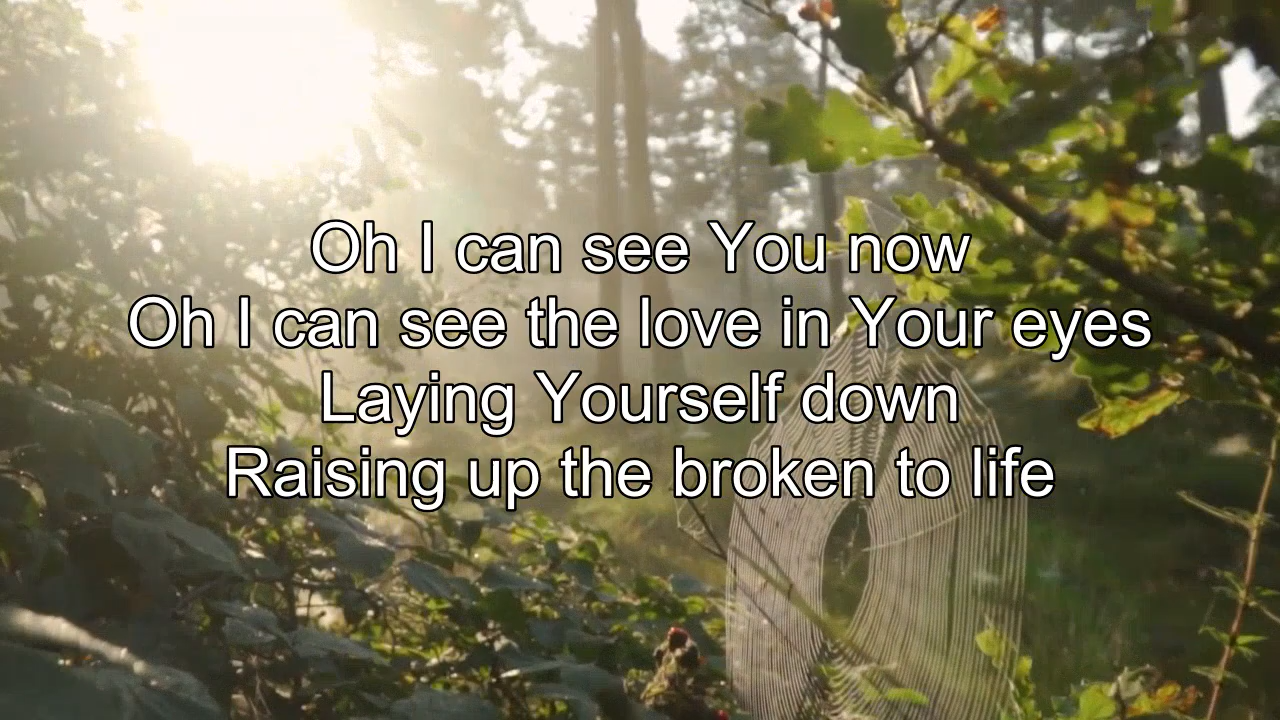 Oh I can see You now
Oh I can see the love in Your eyes
Laying Yourself down
Raising up the broken to life